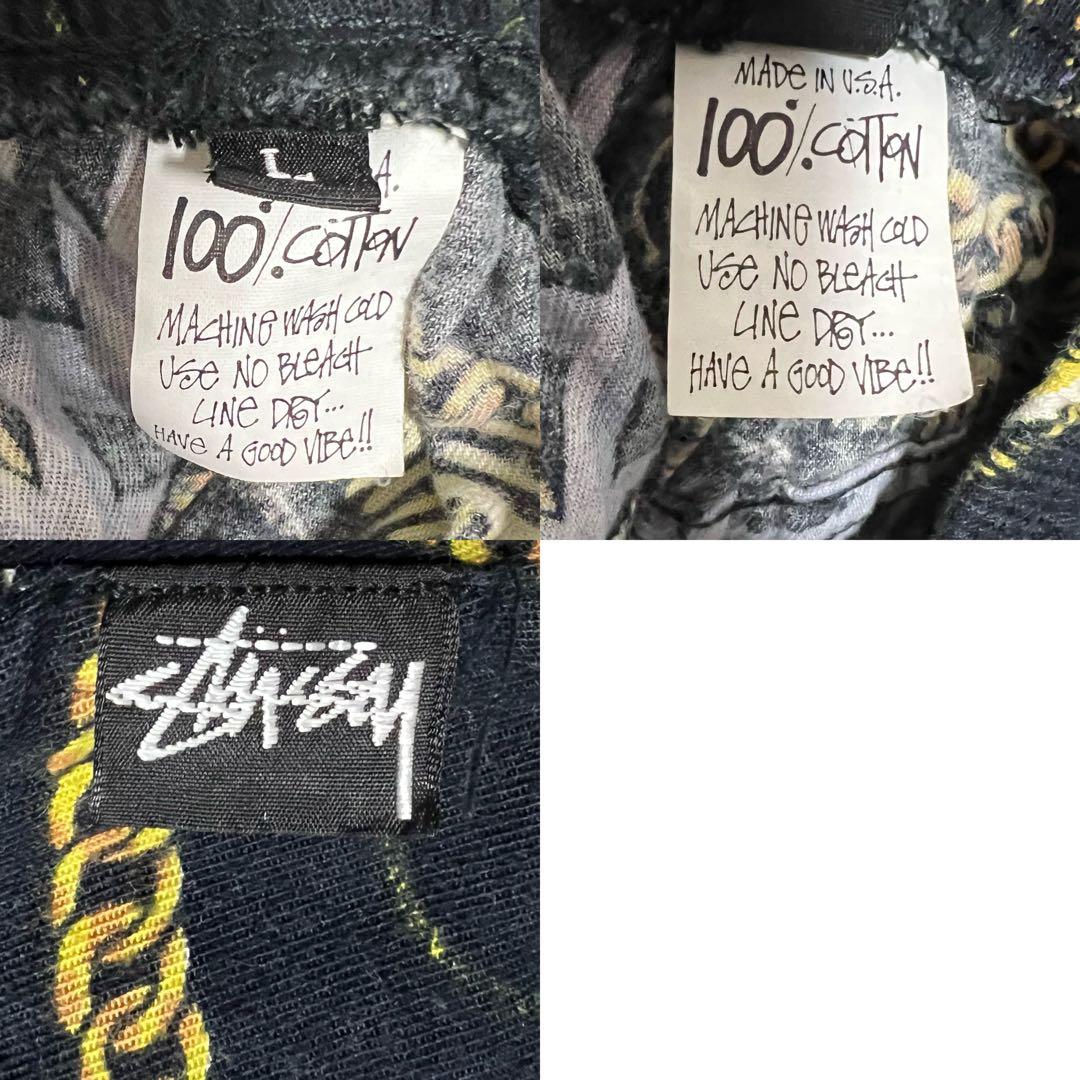 L
A.
100% COTTON
MACHINE WASH COLD
USE NO BLEACH
LINE DRY...
HAVE A GOOD VIBE!!
MADE IN U.S.A.
100% COTTON
MACHINE WASH COLD
USE NO BLEACH
LINE DRY...
HAVE A GOOD VIBE!!
Stüssy